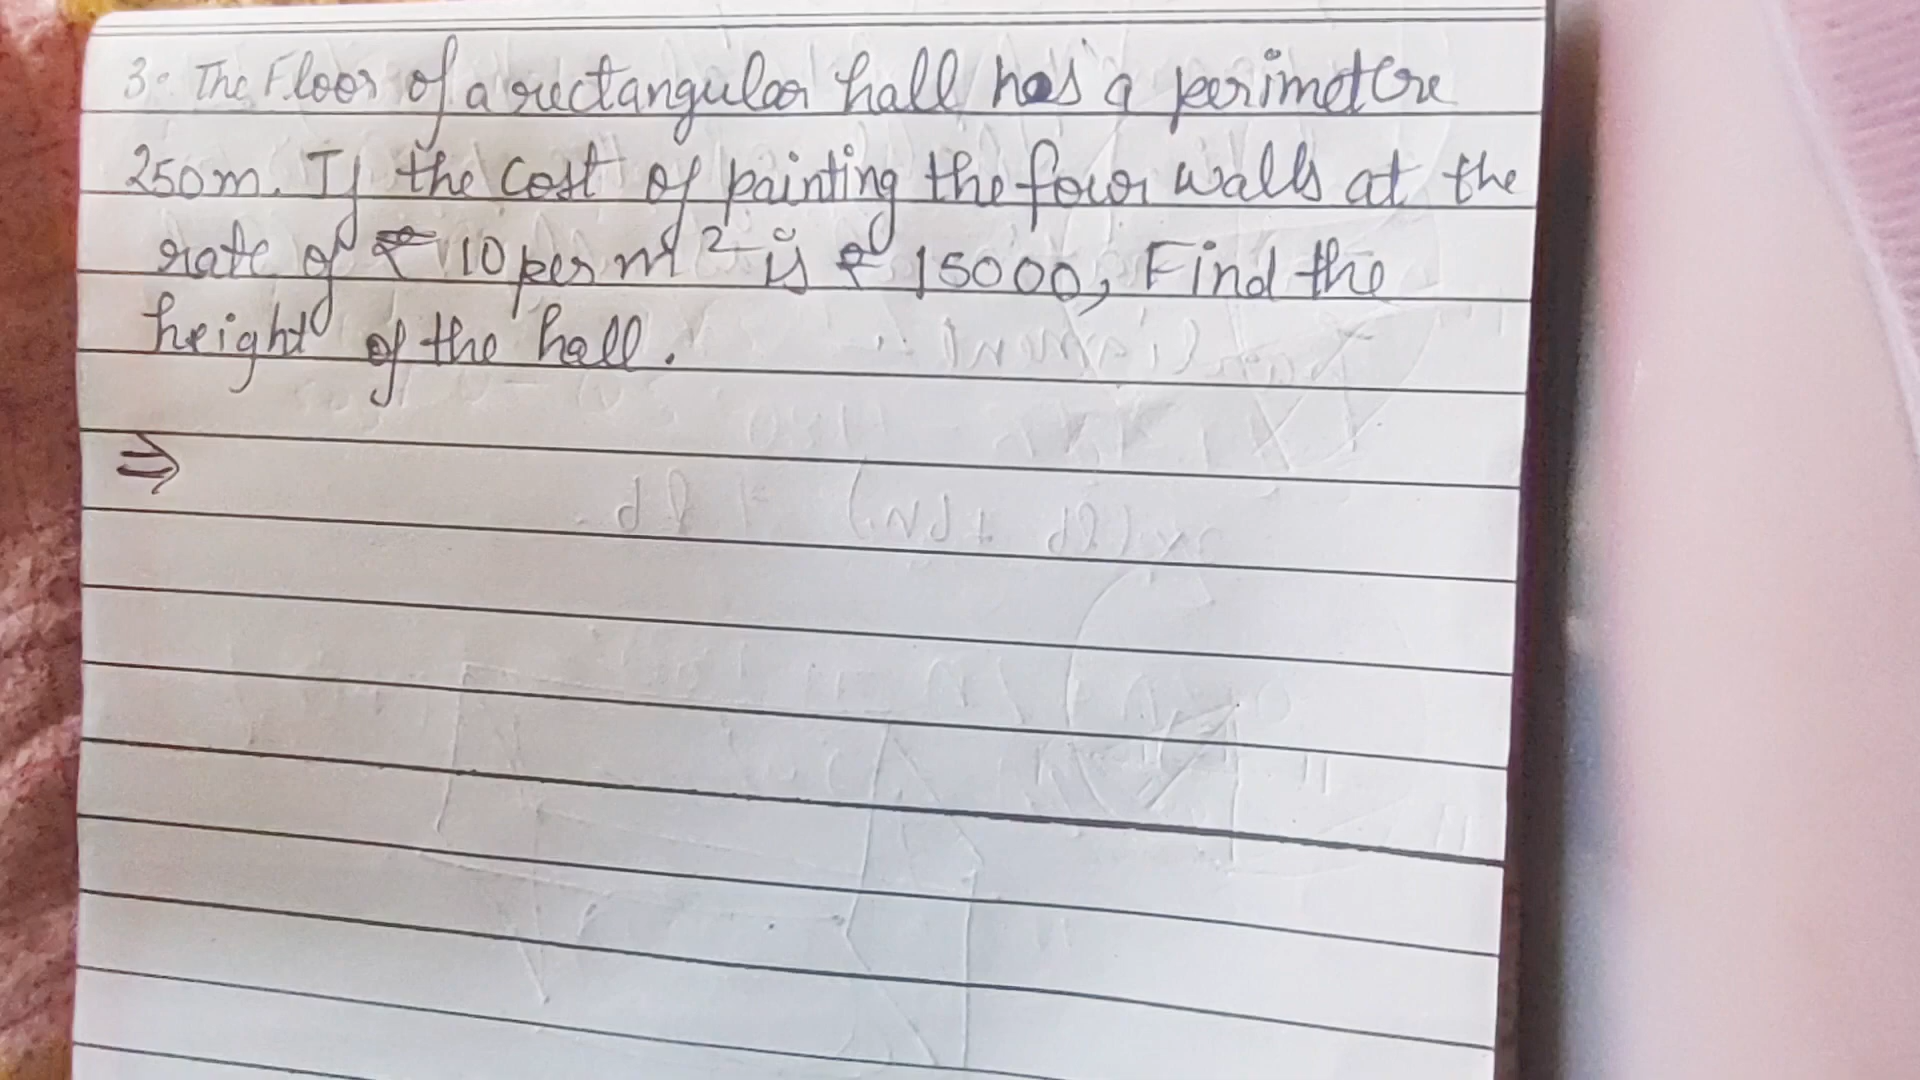 3. The Floor of a rectangular hall has a perimetere
250m. If the cost of painting the four walls at the
rate of ₹ 10 per m² is ₹ 15000, Find the
height of the hall.
⇒